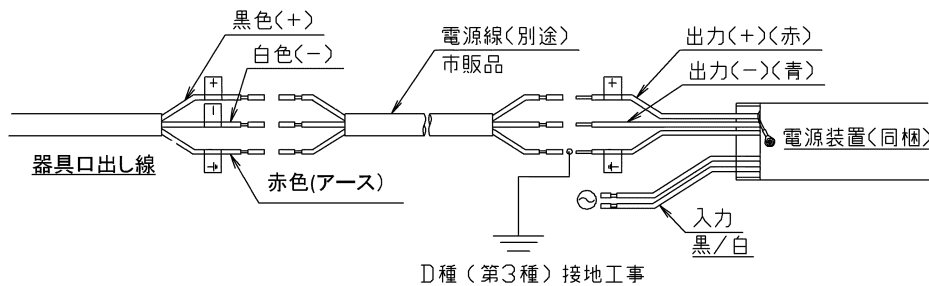 黒色(+)
白色(−)
電源線(別途)
市販品
出力(+)(赤)
出力(−)(青)
+
−
+
器具口出し線
赤色(アース)
電源装置(同梱)
入力
黒/白
D種(第3種)接地工事